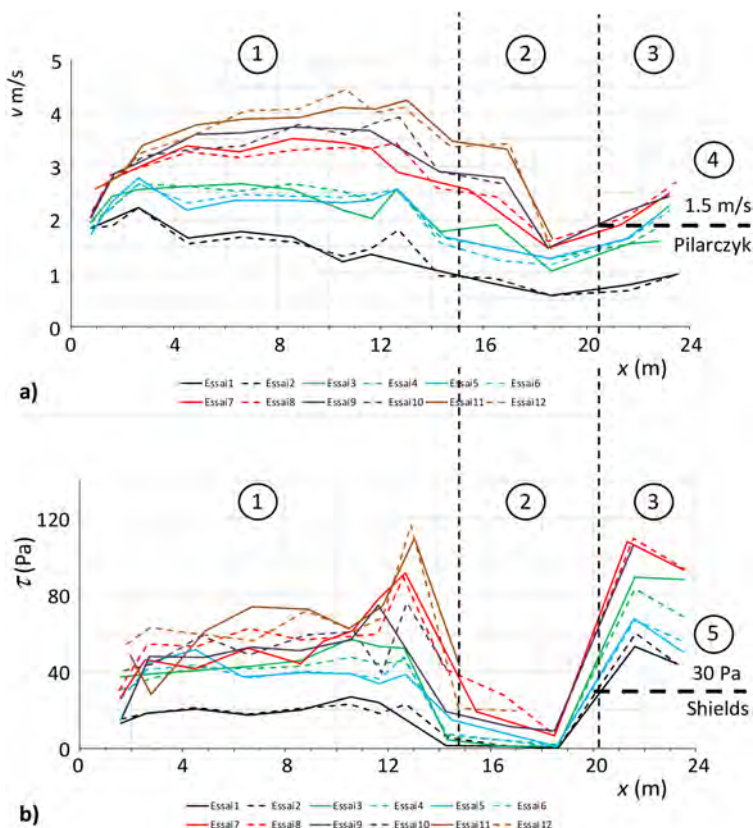 1 2 3
5
v m/s
4
3
4
2
1.5 m/s
1
Pilarczyk
0
0 4 8 12 16 20 24
x (m)
a)
Essai1 Essai2 Essai3 Essai4 Essai5 Essai6
Essai7 Essai8 Essai9 Essai10 Essai11 Essai12
1 2 3
120
τ (Pa)
80
5
40
30 Pa
Shields
0
0 4 8 12 16 20 24
x (m)
b)
Essai1 Essai2 Essai3 Essai4 Essai5 Essai6
Essai7 Essai8 Essai9 Essai10 Essai11 Essai12